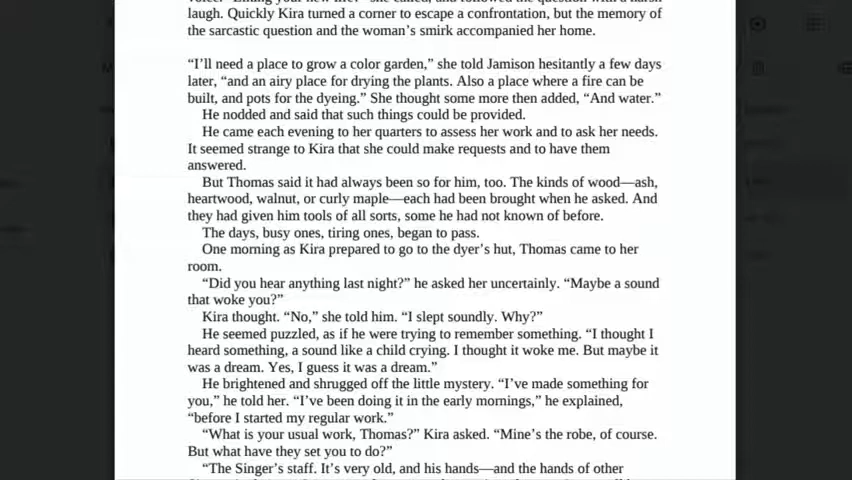 laugh. Quickly Kira turned a corner to escape a confrontation, but the memory of
the sarcastic question and the woman’s smirk accompanied her home.
“I’ll need a place to grow a color garden,” she told Jamison hesitantly a few days
later, “and an airy place for drying the plants. Also a place where a fire can be
built, and pots for the dyeing.” She thought some more then added, “And water.”
He nodded and said that such things could be provided.
He came each evening to her quarters to assess her work and to ask her needs.
It seemed strange to Kira that she could make requests and to have them
answered.
But Thomas said it had always been so for him, too. The kinds of wood—ash,
heartwood, walnut, or curly maple—each had been brought when he asked. And
they had given him tools of all sorts, some he had not known of before.
The days, busy ones, tiring ones, began to pass.
One morning as Kira prepared to go to the dyer’s hut, Thomas came to her
room.
“Did you hear anything last night?” he asked her uncertainly. “Maybe a sound
that woke you?”
Kira thought. “No,” she told him. “I slept soundly. Why?”
He seemed puzzled, as if he were trying to remember something. “I thought I
heard something, a sound like a child crying. I thought it woke me. But maybe it
was a dream. Yes, I guess it was a dream.”
He brightened and shrugged off the little mystery. “I’ve made something for
you,” he told her. “I’ve been doing it in the early mornings,” he explained,
“before I started my regular work.”
“What is your usual work, Thomas?” Kira asked. “Mine’s the robe, of course.
But what have they set you to do?”
“The Singer’s staff. It’s very old, and his hands—and the hands of other